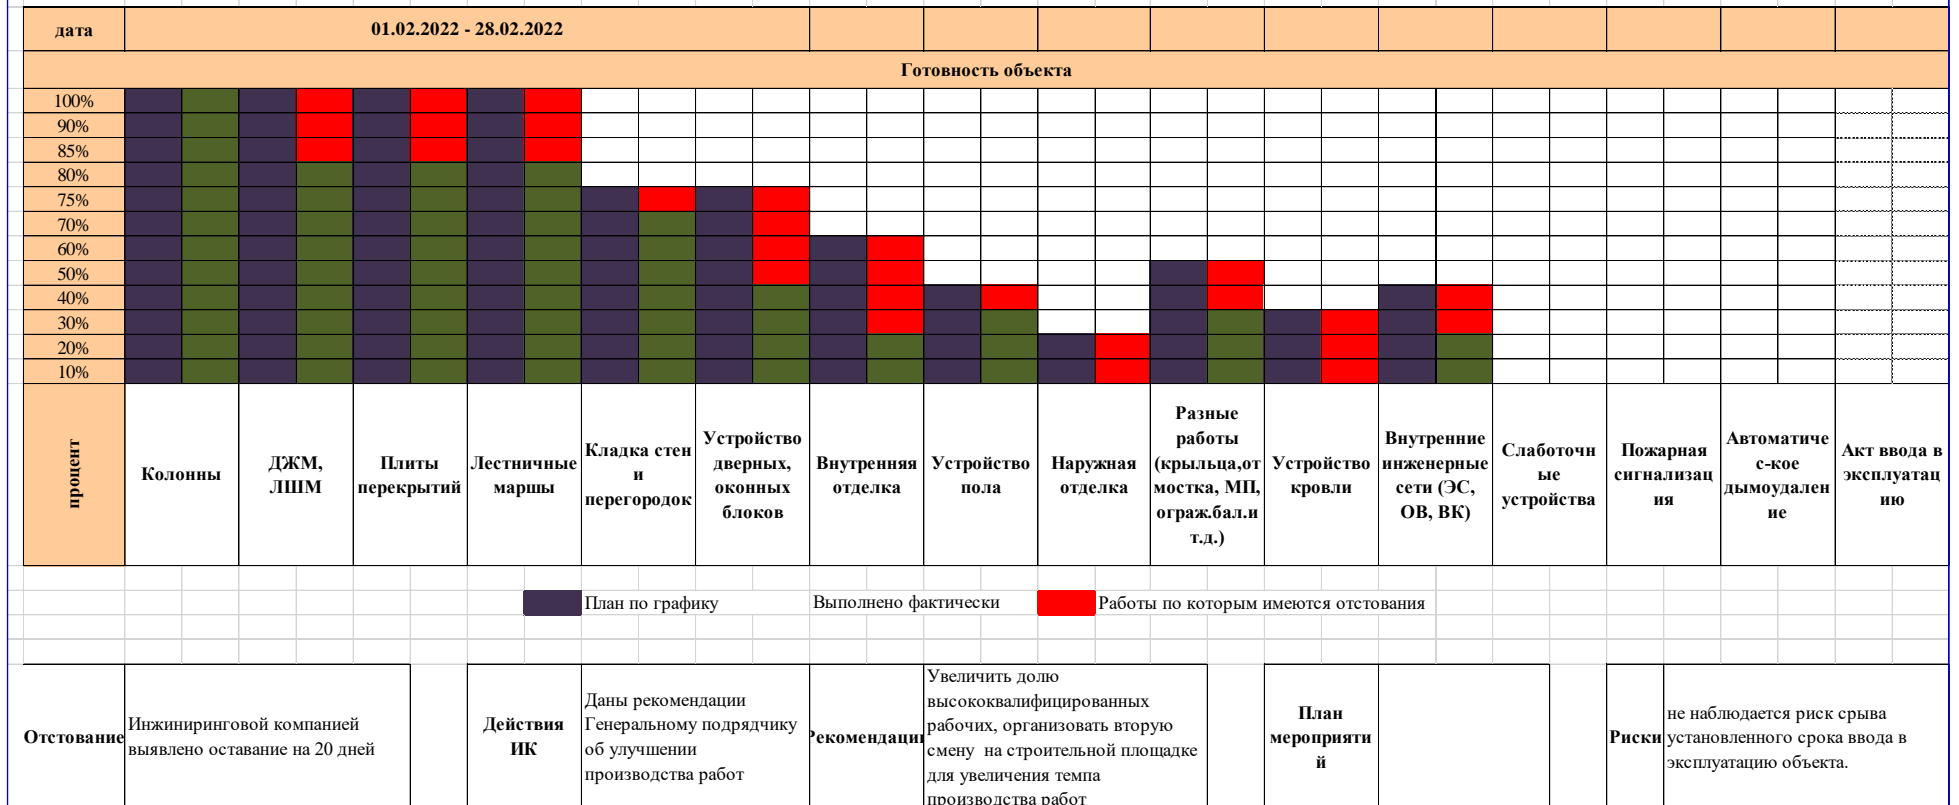 дата
01.02.2022 - 28.02.2022
Готовность объекта
100%
90%
85%
80%
75%
70%
60%
50%
40%
30%
20%
10%
процент
Колонны
ДЖМ,
ЛШМ
Плиты
перекрытий
Лестничные
марши
Кладка стен
и
перегородок
Устройство
дверных,
оконных
блоков
Внутренняя
отделка
Устройство
пола
Наружная
отделка
Разные
работы
(крыльца,от
мостка, МП,
ограж.бал.и
т.д.)
Устройство
кровли
Внутренние
инженерные
сети (ЭС,
ОВ, ВК)
Слаботочн
ые
устройства
Пожарная
сигнализац
ия
Автоматиче
с-кое
дымоудален
ие
Акт ввода в
эксплуатац
ию
План по графику
Выполнено фактически
Работы по которым имеются отстования
Отстование
Инжиниринговой компанией
выявлено оставание на 20 дней
Действия
ИК
Даны рекомендации
Генеральному подрядчику
об улучшении
производства работ
Рекомендации
Увеличить долю
высококвалифицированных
рабочих, организовать вторую
смену на строительной площадке
для увеличения темпа
производства работ
План
мероприяти
й
Риски
не наблюдается риск срыва
установленного срока ввода в
эксплуатацию объекта.